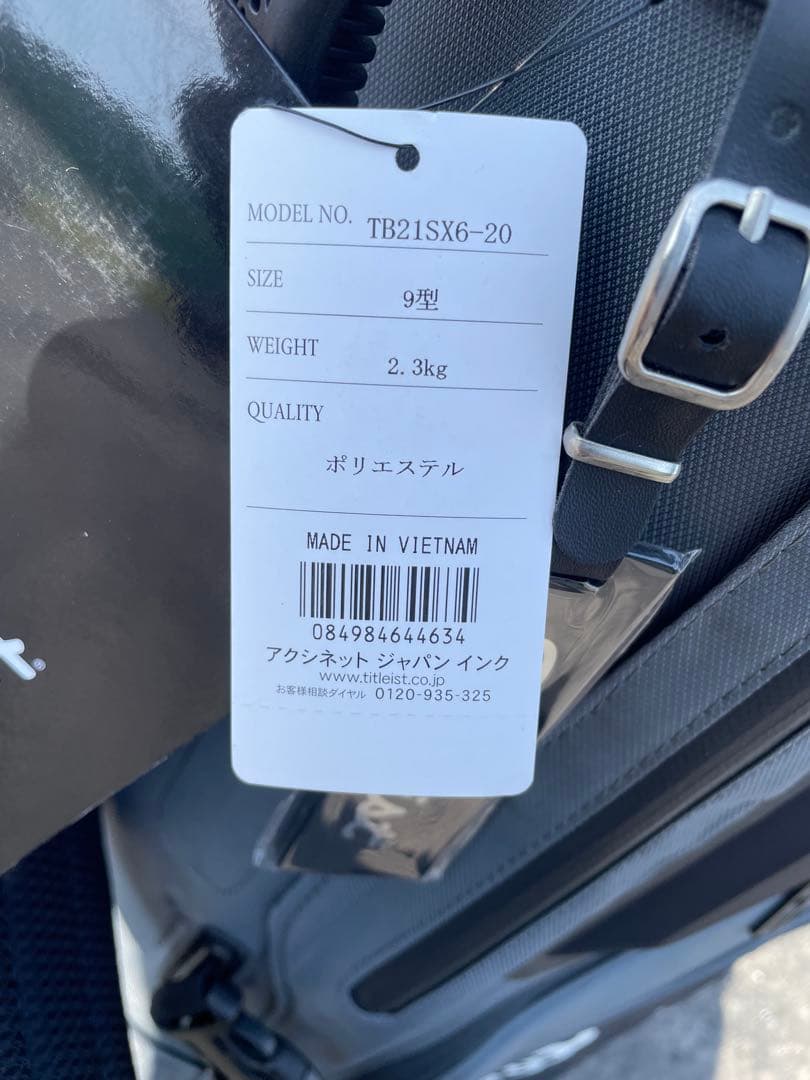 MODEL NO. TB21SX6-20
SIZE 9型
WEIGHT 2.3kg
QUALITY
ポリエステル
MADE IN VIETNAM
084984644634
アクシネット ジャパン インク
www.titleist.co.jp
お客様相談ダイヤル 0120-935-325